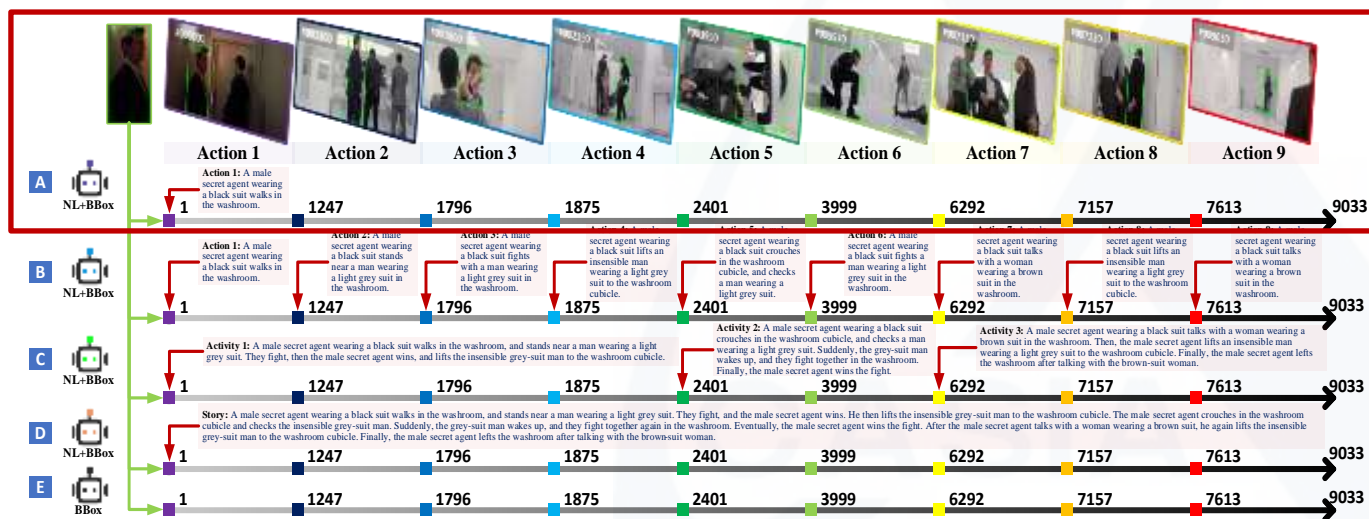 Action 1
Action 2
Action 3
Action 4
Action 5
Action 6
Action 7
Action 8
Action 9
A
NL+BBox
Action 1: A male
secret agent wearing
a black suit walks in
the washroom.
1
1247
1796
1875
2401
3999
6292
7157
7613
9033
B
NL+BBox
Action 1: A male
secret agent wearing
a black suit walks in
the washroom.
Action 2: A male
secret agent wearing
a black suit stands
near a man wearing
a light grey suit in
the washroom.
Action 3: A male
secret agent wearing
a black suit fights
with a man wearing
a light grey suit in
the washroom.
secret agent wearing
a black suit lifts an
insensible man
wearing a light grey
suit to the washroom
cubicle.
secret agent wearing
a black suit crouches
in the washroom
cubicle, and checks
a man wearing a
light grey suit.
Action 6: A male
secret agent wearing
a black suit fights a
man wearing a light
grey suit in the
washroom.
secret agent wearing
a black suit talks
with a woman
wearing a brown
suit in the
washroom.
secret agent wearing
a black suit lifts an
insensible man
wearing a light grey
suit to the washroom
cubicle.
secret agent wearing
a black suit talks
with a woman
wearing a brown
suit in the
washroom.
1
1247
1796
1875
2401
3999
6292
7157
7613
9033
C
NL+BBox
Activity 1: A male secret agent wearing a black suit walks in the washroom, and stands near a man wearing a light
grey suit. They fight, then the male secret agent wins, and lifts the insensible grey-suit man to the washroom cubicle.
Activity 2: A male secret agent wearing a black suit
crouches in the washroom cubicle, and checks a man
wearing a light grey suit. Suddenly, the grey-suit man
wakes up, and they fight together in the washroom.
Finally, the male secret agent wins the fight.
Activity 3: A male secret agent wearing a black suit talks with a woman wearing a
brown suit in the washroom. Then, the male secret agent lifts an insensible man
wearing a light grey suit to the washroom cubicle. Finally, the male secret agent lefts
the washroom after talking with the brown-suit woman.
1
1247
1796
1875
2401
3999
6292
7157
7613
9033
D
NL+BBox
Story: A male secret agent wearing a black suit walks in the washroom, and stands near a man wearing a light grey suit. They fight, and the male secret agent wins. He then lifts the insensible grey-suit man to the washroom cubicle. The male secret agent crouches in the washroom
cubicle and checks the insensible grey-suit man. Suddenly, the grey-suit man wakes up, and they fight together again in the washroom. Eventually, the male secret agent wins the fight. After the male secret agent talks with a woman wearing a brown suit, he again lifts the insensible
grey-suit man to the washroom cubicle. Finally, the male secret agent lefts the washroom after talking with the brown-suit woman.
1
1247
1796
1875
2401
3999
6292
7157
7613
9033
E
BBox
1
1247
1796
1875
2401
3999
6292
7157
7613
9033